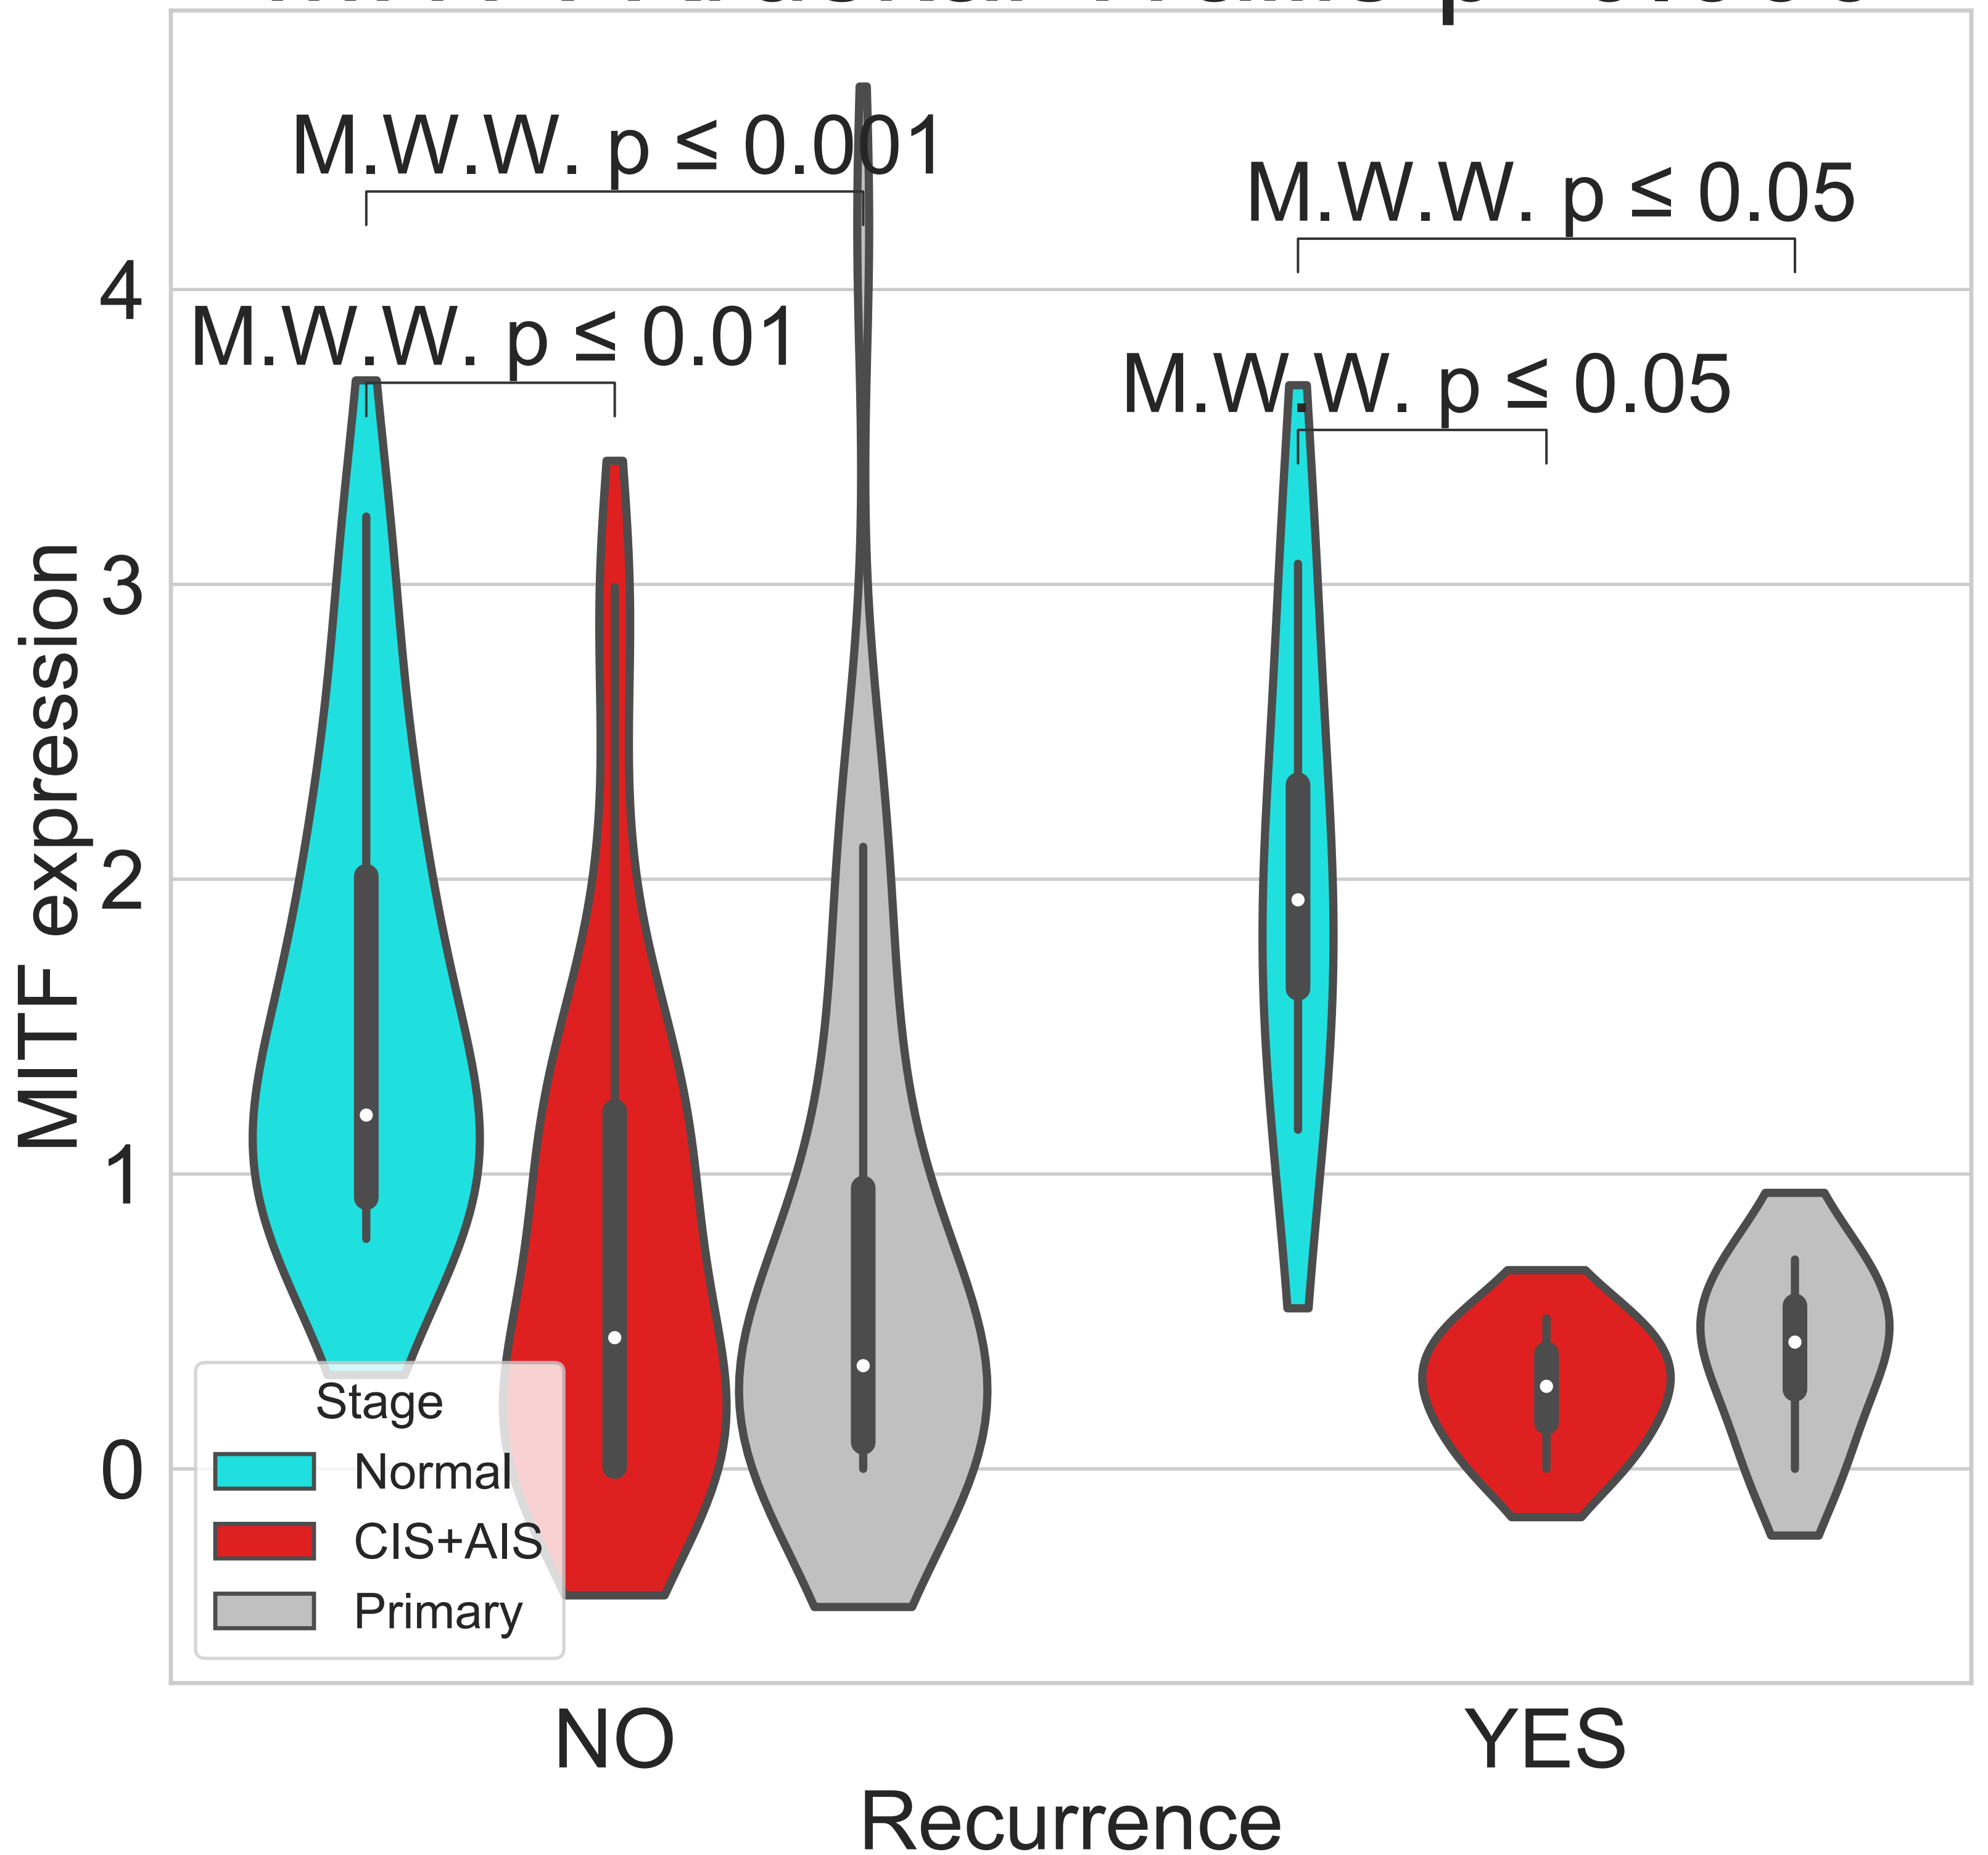 M.W.W. p ≤ 0.001
M.W.W. p ≤ 0.05
4
M.W.W. p ≤ 0.01
M.W.W. p ≤ 0.05
3
2
1
0
MITF expression
Stage
Normal
CIS+AIS
Primary
NO
YES
Recurrence